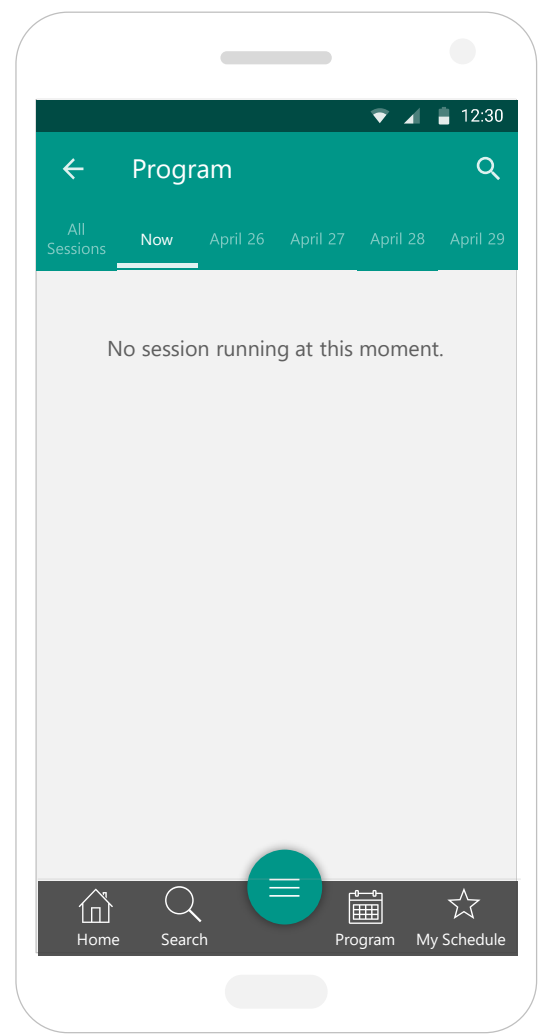 12:30
Program
All
Sessions
Now
April 26
April 27
April 28
April 29
No session running at this moment.
Home
Search
Program
My Schedule